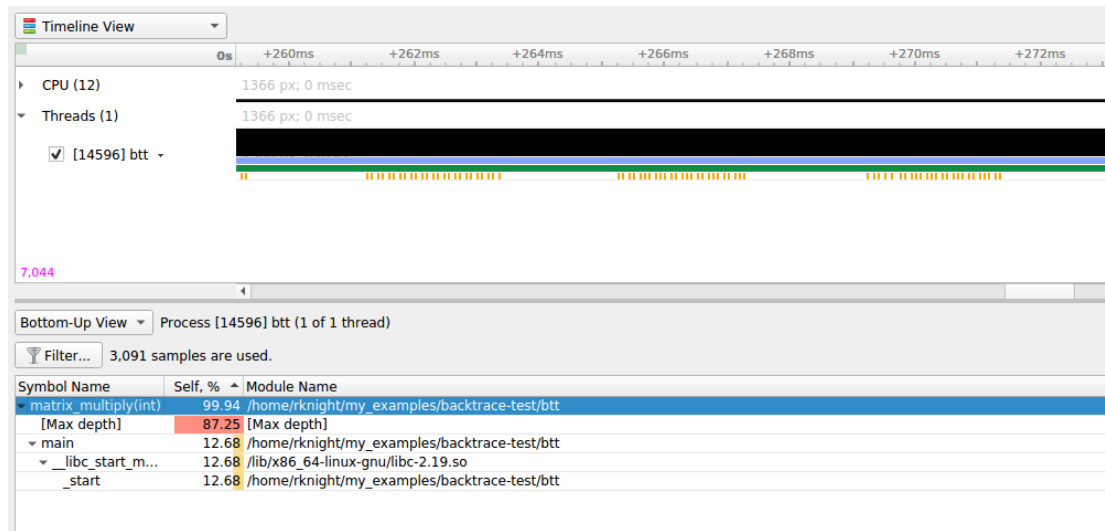 Timeline View
0s +260ms +262ms +264ms +266ms +268ms +270ms +272ms
CPU (12) 1366 px; 0 msec
Threads (1) 1366 px; 0 msec
[14596] btt
7,044
Bottom-Up View Process [14596] btt (1 of 1 thread)
Filter... 3,091 samples are used.
Symbol Name Self, % Module Name
matrix_multiply(int) 99.94 /home/rknight/my_examples/backtrace-test/btt
[Max depth] 87.25 [Max depth]
main 12.68 /home/rknight/my_examples/backtrace-test/btt
__libc_start_m... 12.68 /lib/x86_64-linux-gnu/libc-2.19.so
_start 12.68 /home/rknight/my_examples/backtrace-test/btt